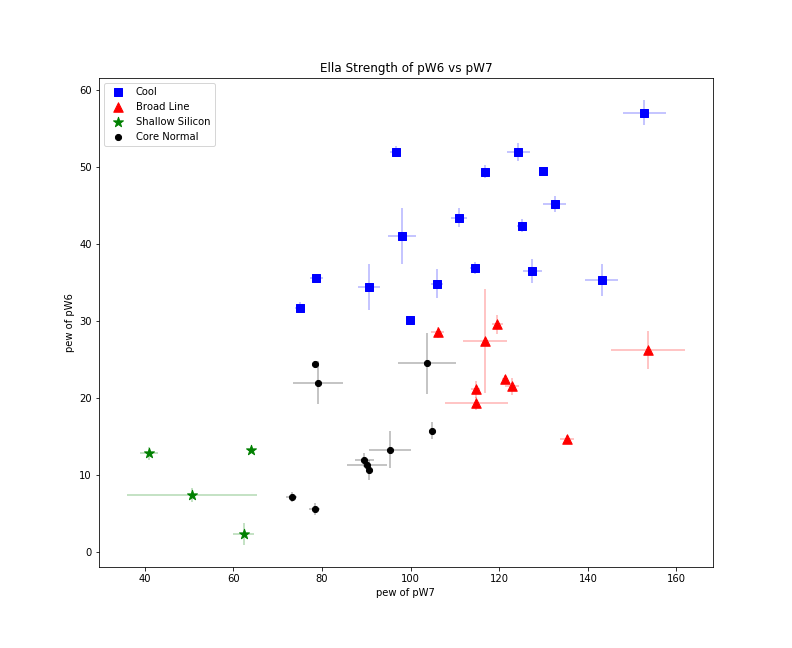 Ella Strength of pW6 vs pW7
Cool
Broad Line
Shallow Silicon
Core Normal
60
50
40
30
20
10
0
pew of pW6
40 60 80 100 120 140 160
pew of pW7